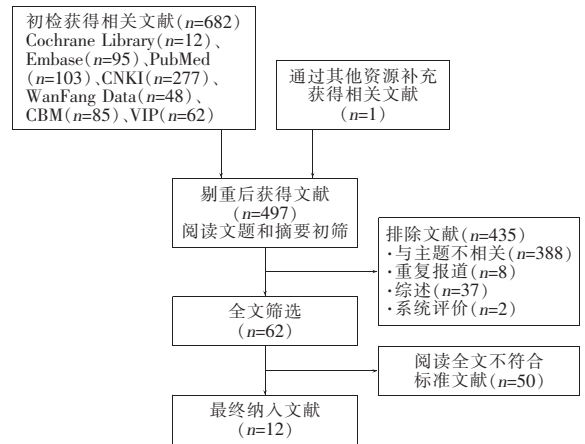 初检获得相关文献(n=682)
Cochrane Library(n=12)、
Embase(n=95)、PubMed
(n=103)、CNKI(n=277)、
WanFang Data(n=48)、
CBM(n=85)、VIP(n=62)
通过其他资源补充
获得相关文献
(n=1)
剔重后获得文献
(n=497)
阅读文题和摘要初筛
排除文献(n=435)
·与主题不相关(n=388)
·重复报道(n=8)
·综述(n=37)
·系统评价(n=2)
全文筛选
(n=62)
阅读全文不符合
标准文献(n=50)
最终纳入文献
(n=12)